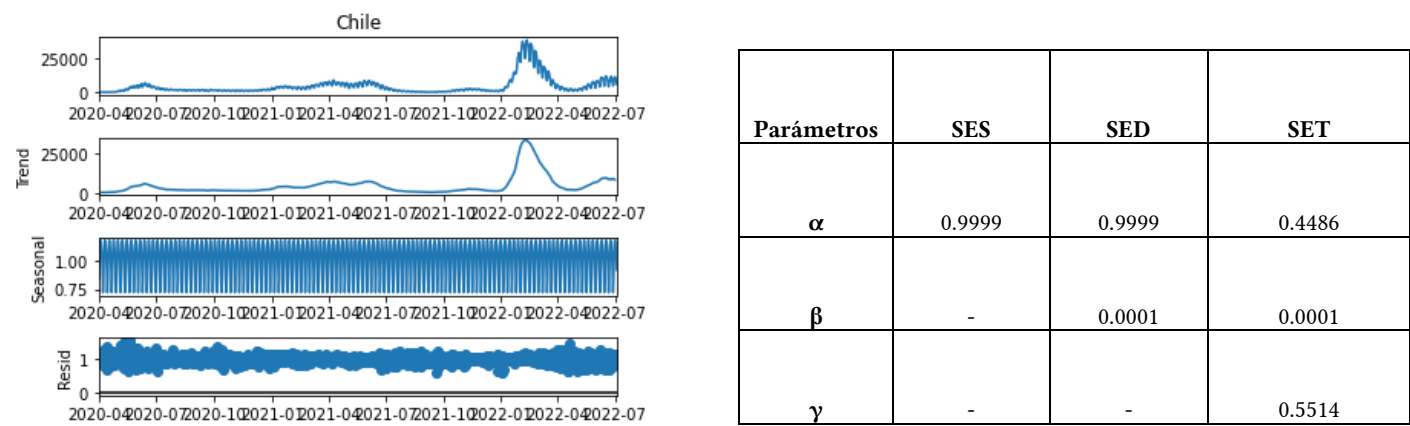 Chile
25000
0
2020-04 2020-07 2020-10 2021-01 2021-04 2021-07 2021-10 2022-01 2022-04 2022-07
Trend
25000
0
2020-04 2020-07 2020-10 2021-01 2021-04 2021-07 2021-10 2022-01 2022-04 2022-07
Seasonal
1.00
0.75
2020-04 2020-07 2020-10 2021-01 2021-04 2021-07 2021-10 2022-01 2022-04 2022-07
Resid
1
0
2020-04 2020-07 2020-10 2021-01 2021-04 2021-07 2021-10 2022-01 2022-04 2022-07
Parámetros SES SED SET
α 0.9999 0.9999 0.4486
β - 0.0001 0.0001
γ - - 0.5514